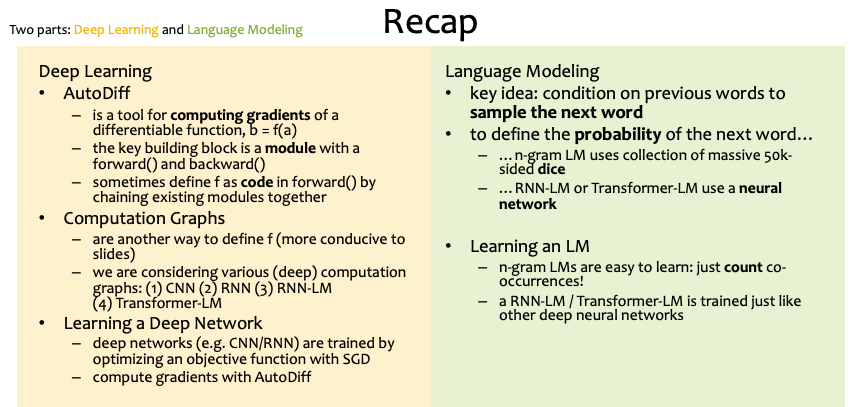 Recap
Two parts: Deep Learning and Language Modeling
Deep Learning
• AutoDiff
– is a tool for computing gradients of a
differentiable function, b = f(a)
– the key building block is a module with a
forward() and backward()
– sometimes define f as code in forward() by
chaining existing modules together
• Computation Graphs
– are another way to define f (more conducive to
slides)
– we are considering various (deep) computation
graphs: (1) CNN (2) RNN (3) RNN-LM
(4) Transformer-LM
• Learning a Deep Network
– deep networks (e.g. CNN/RNN) are trained by
optimizing an objective function with SGD
– compute gradients with AutoDiff
Language Modeling
• key idea: condition on previous words to
sample the next word
• to define the probability of the next word…
– …n-gram LM uses collection of massive 50k-
sided dice
– …RNN-LM or Transformer-LM use a neural
network
• Learning an LM
– n-gram LMs are easy to learn: just count co-
occurrences!
– a RNN-LM / Transformer-LM is trained just like
other deep neural networks